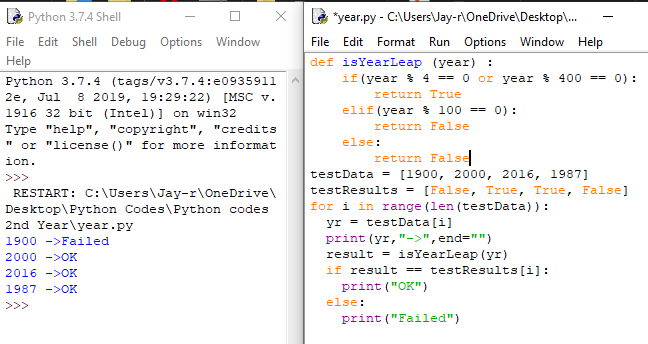 Python 3.7.4 Shell
File Edit Shell Debug Options Window
Help
Python 3.7.4 (tags/v3.7.4:e0935911
2e, Jul  8 2019, 19:29:22) [MSC v.
1916 32 bit (Intel)] on win32
Type "help", "copyright", "credits
" or "license()" for more informat
ion.
>>>
 RESTART: C:\Users\Jay-r\OneDrive\
Desktop\Python Codes\Python codes
2nd Year\year.py
1900 ->Failed
2000 ->OK
2016 ->OK
1987 ->OK
>>>
*year.py - C:\Users\Jay-r\OneDrive\Desktop\...
File Edit Format Run Options Window
Help
def isYearLeap (year) :
    if(year % 4 == 0 or year % 400 == 0):
        return True
    elif(year % 100 == 0):
        return False
    else:
        return False
testData = [1900, 2000, 2016, 1987]
testResults = [False, True, True, False]
for i in range(len(testData)):
  yr = testData[i]
  print(yr,"->",end="")
  result = isYearLeap(yr)
  if result == testResults[i]:
    print("OK")
  else:
    print("Failed")